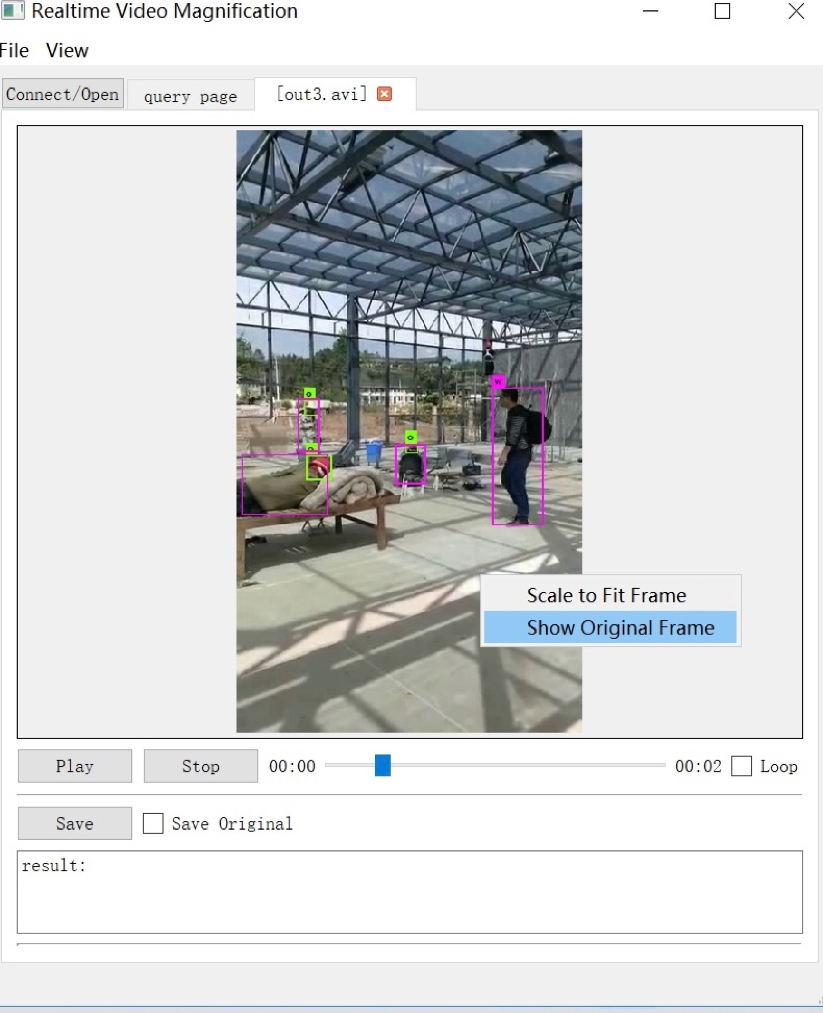 Realtime Video Magnification
File View
Connect/Open query page [out3.avi]
W
Scale to Fit Frame
Show Original Frame
Play Stop 00:00 00:02 Loop
Save Save Original
result: